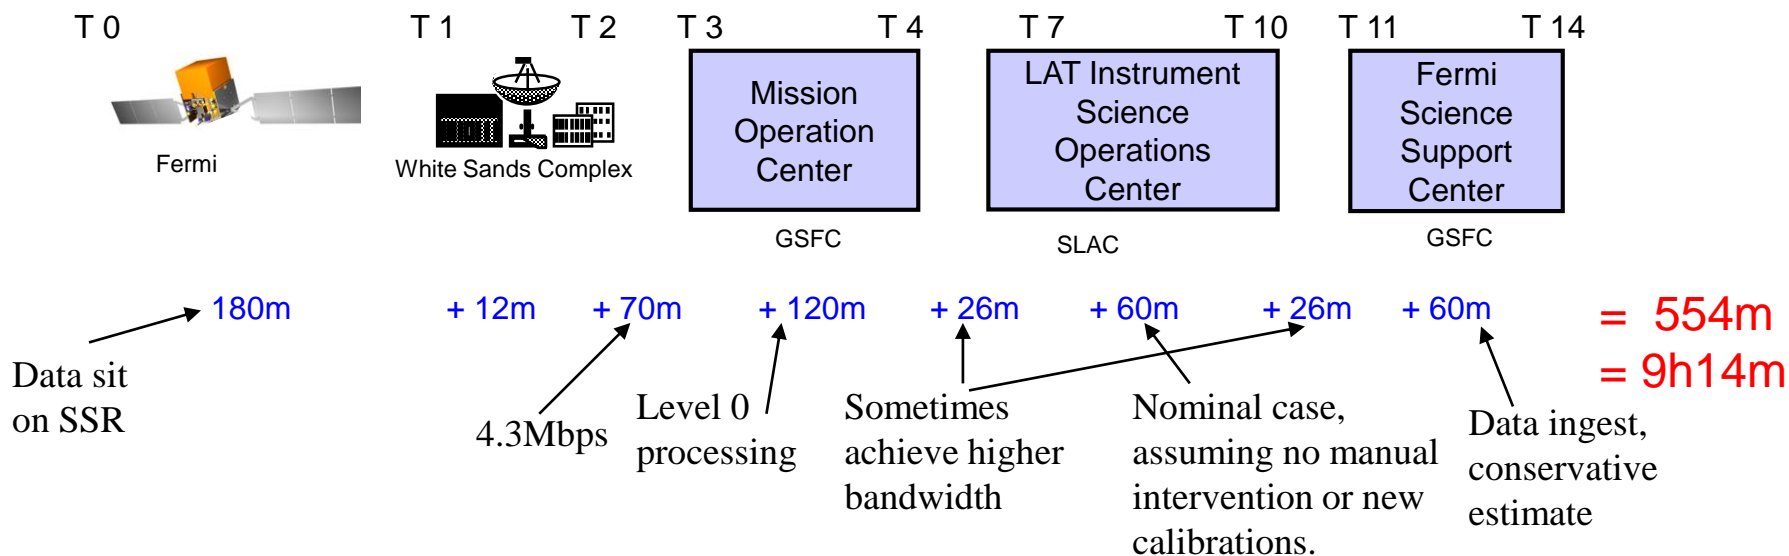 T 0 T 1 T 2 T 3 T 4 T 7 T 10 T 11 T 14
Fermi
White Sands Complex
Mission
Operation
Center
GSFC
LAT Instrument
Science
Operations
Center
SLAC
Fermi
Science
Support
Center
GSFC
180m + 12m + 70m + 120m + 26m + 60m + 26m + 60m = 554m
= 9h14m
Data sit
on SSR
4.3Mbps
Level 0
processing
Sometimes
achieve higher
bandwidth
Nominal case,
assuming no manual
intervention or new
calibrations.
Data ingest,
conservative
estimate